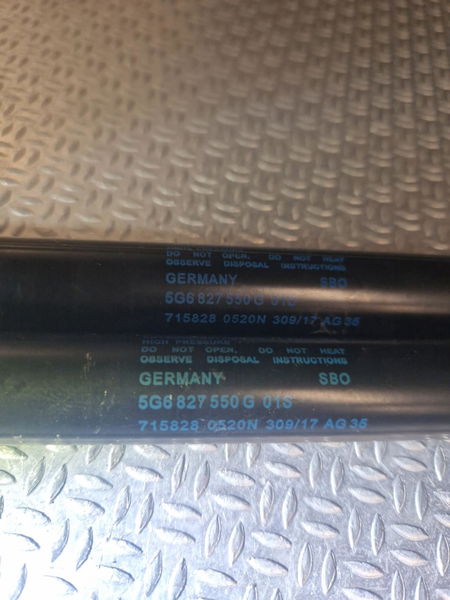 DO NOT OPEN. DO NOT HEAT
OBSERVE DISPOSAL INSTRUCTIONS
GERMANY SBO
5G6 827 550 G 01S
715828 0520N 309/17 AG 35
HIGH PRESSURE
DO NOT OPEN. DO NOT HEAT
OBSERVE DISPOSAL INSTRUCTIONS
GERMANY SBO
5G6 827 550 G 01S
715828 0520N 309/17 AG 35